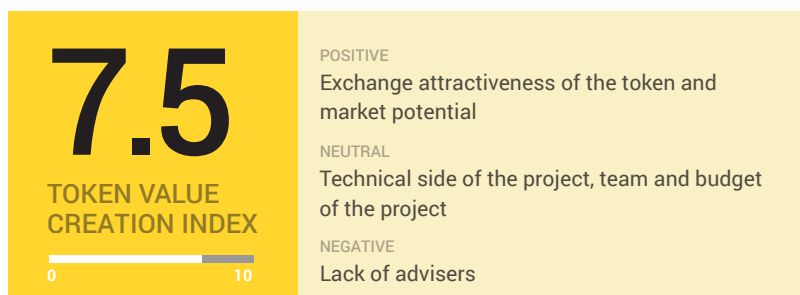 7.5
TOKEN VALUE
CREATION INDEX
0 10
POSITIVE
Exchange attractiveness of the token and
market potential
NEUTRAL
Technical side of the project, team and budget
of the project
NEGATIVE
Lack of advisers